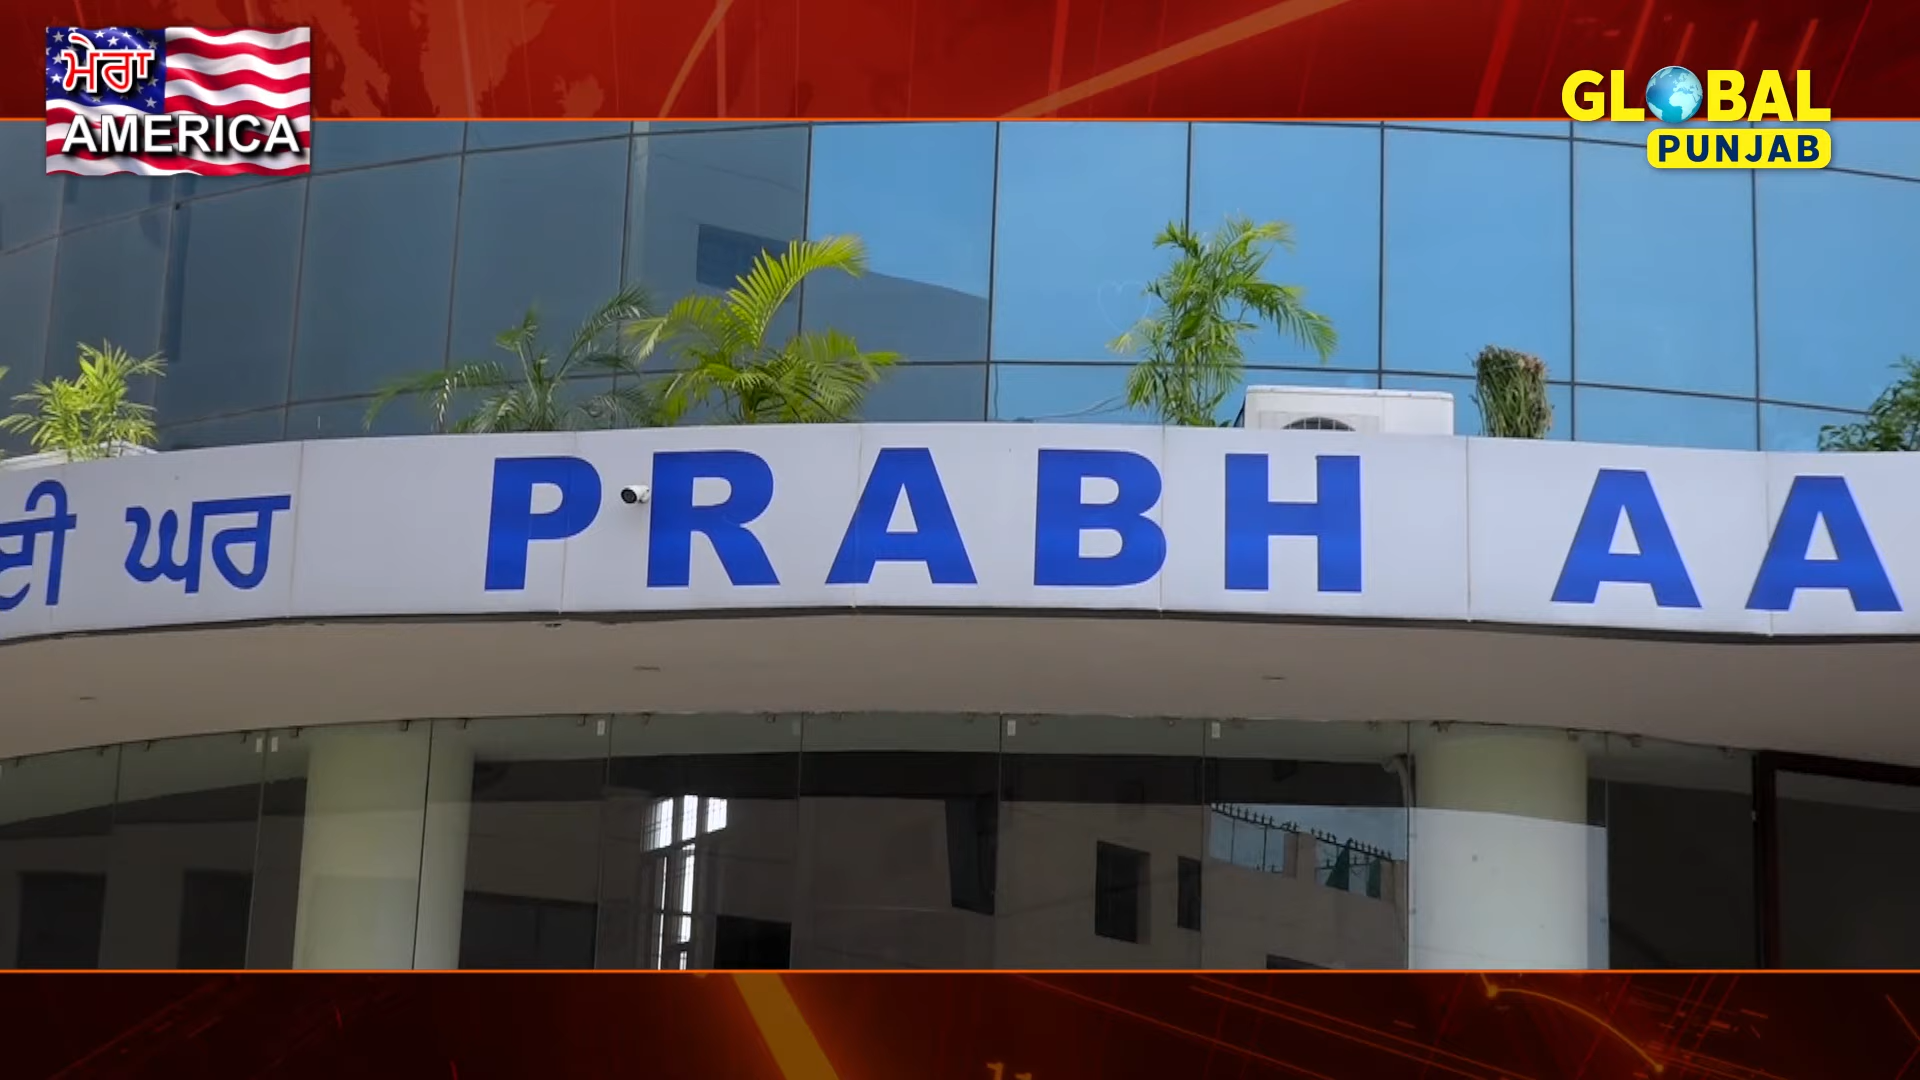 ਮੇਰਾ
AMERICA
GLOBAL
PUNJAB
ਘਰ PRABH AA